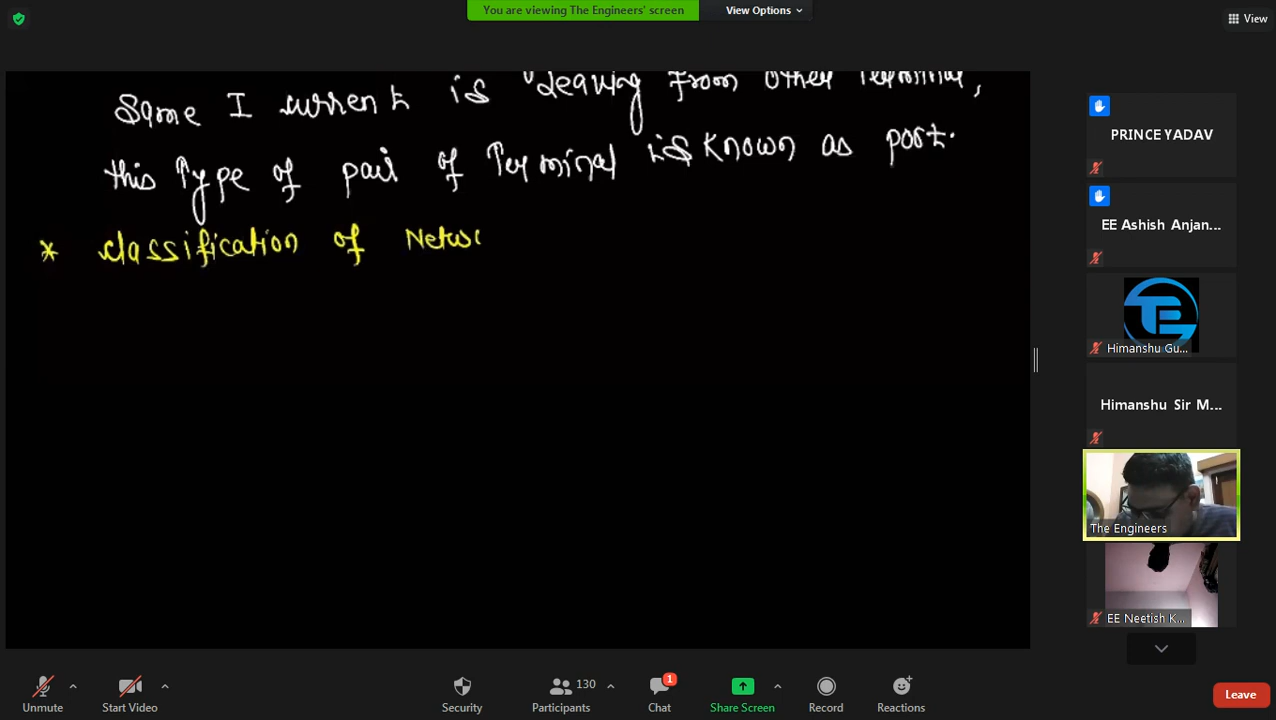 You are viewing The Engineers' screen
View Options
View
Same I current is leaving from other Terminal,
this Type of pair of Terminal is known as port.
* classification of Netwo
PRINCE YADAV
EE Ashish Anjan...
Himanshu Gu...
Himanshu Sir M...
The Engineers
EE Neetish K...
Unmute
Start Video
Security
130
Participants
1
Chat
Share Screen
Record
Reactions
Leave